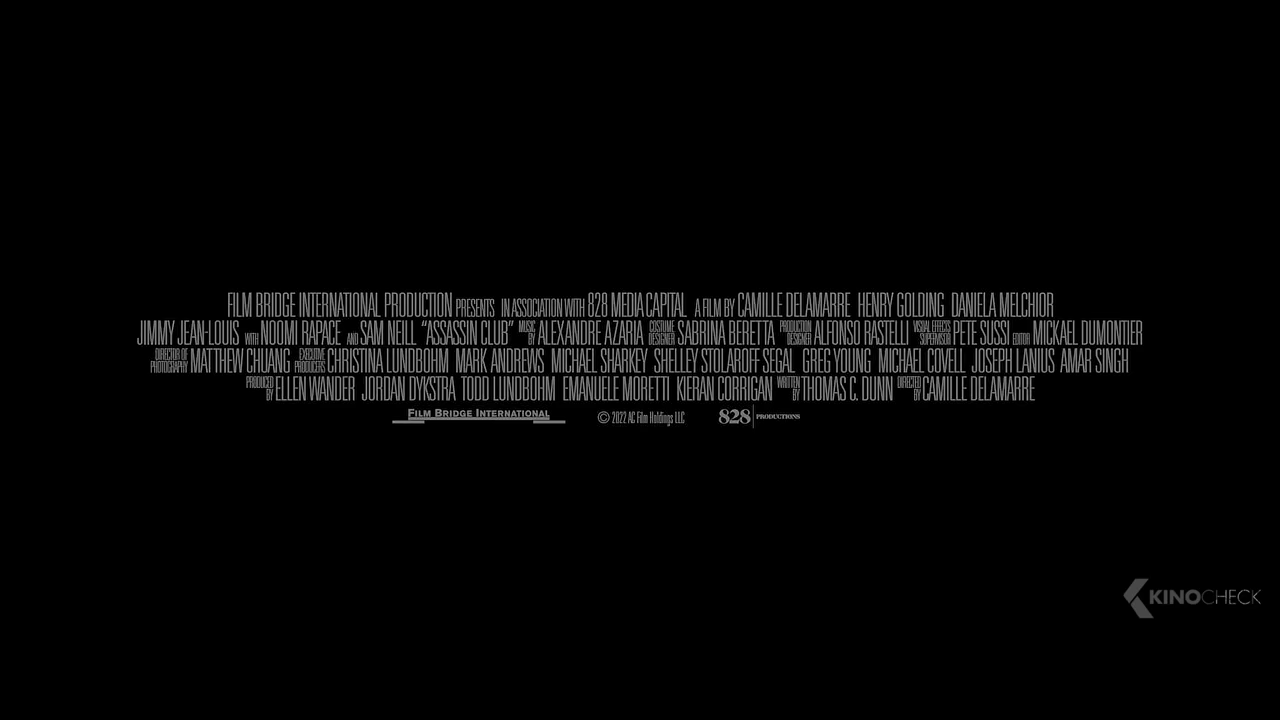 FILM BRIDGE INTERNATIONAL PRODUCTION PRESENTS IN ASSOCIATION WITH 828 MEDIA CAPITAL A FILM BY CAMILLE DELAMARRE HENRY GOLDING DANIELA MELCHIOR
JIMMY JEAN-LOUIS WITH NOOMI RAPACE AND SAM NEILL "ASSASSIN CLUB" MUSIC BY ALEXANDRE AZARIA COSTUME DESIGNER SABRINA BERETTA PRODUCTION DESIGNER ALFONSO RASTELLI VISUAL EFFECTS SUPERVISOR PETE SUSSI EDITOR MICKAEL DUMONTIER
DIRECTOR OF PHOTOGRAPHY MATTHEW CHUANG EXECUTIVE PRODUCERS CHRISTINA LUNDBOHM MARK ANDREWS MICHAEL SHARKEY SHELLEY STOLAROFF SEGAL GREG YOUNG MICHAEL COVELL JOSEPH LANIUS AMAR SINGH
PRODUCED BY ELLEN WANDER JORDAN DYKSTRA TODD LUNDBOHM EMANUELE MORETTI KIERAN CORRIGAN WRITTEN BY THOMAS C. DUNN DIRECTED BY CAMILLE DELAMARRE
FILM BRIDGE INTERNATIONAL © 2022 AC Film Holdings LLC 828 PRODUCTIONS
KINOCHECK